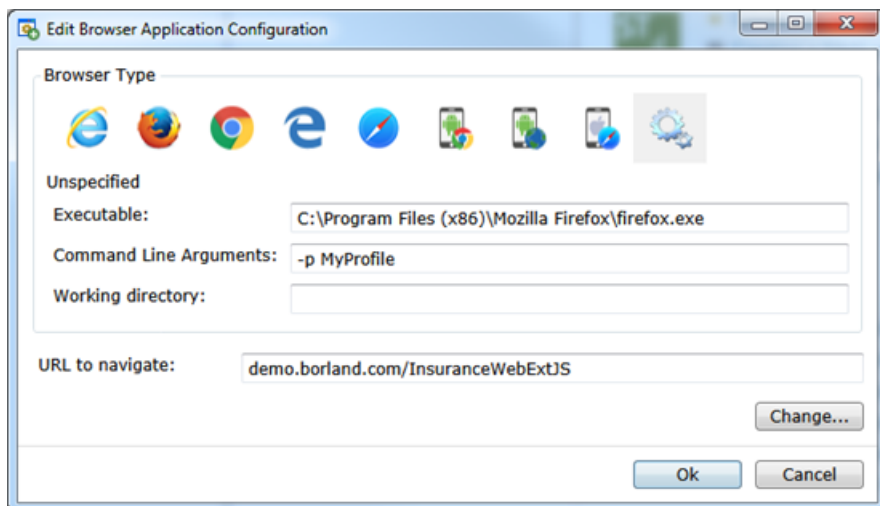 Edit Browser Application Configuration
Browser Type
Unspecified
Executable: C:\Program Files (x86)\Mozilla Firefox\firefox.exe
Command Line Arguments: -p MyProfile
Working directory:
URL to navigate: demo.borland.com/InsuranceWebExtJS
Change...
Ok Cancel